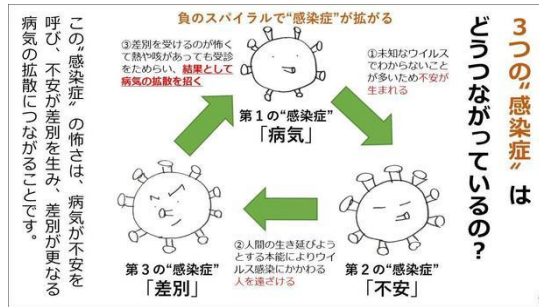 3つの“感染症”は
どうつながっているの?
負のスパイラルで“感染症”が拡がる
①未知なウイルス
でわからないこと
が多いため不安が
生まれる
第1の“感染症”
「病気」
第2の“感染症”
「不安」
②人間の生き延びよう
とする本能によりウイ
ルス感染にかかわる
人を遠ざける
第3の“感染症”
「差別」
③差別を受けるのが怖く
て熱や咳があっても受診
をためらい、結果として
病気の拡散を招く
この“感染症”の怖さは、病気が不安を
呼び、不安が差別を生み、差別が更なる
病気の拡散につながることです。